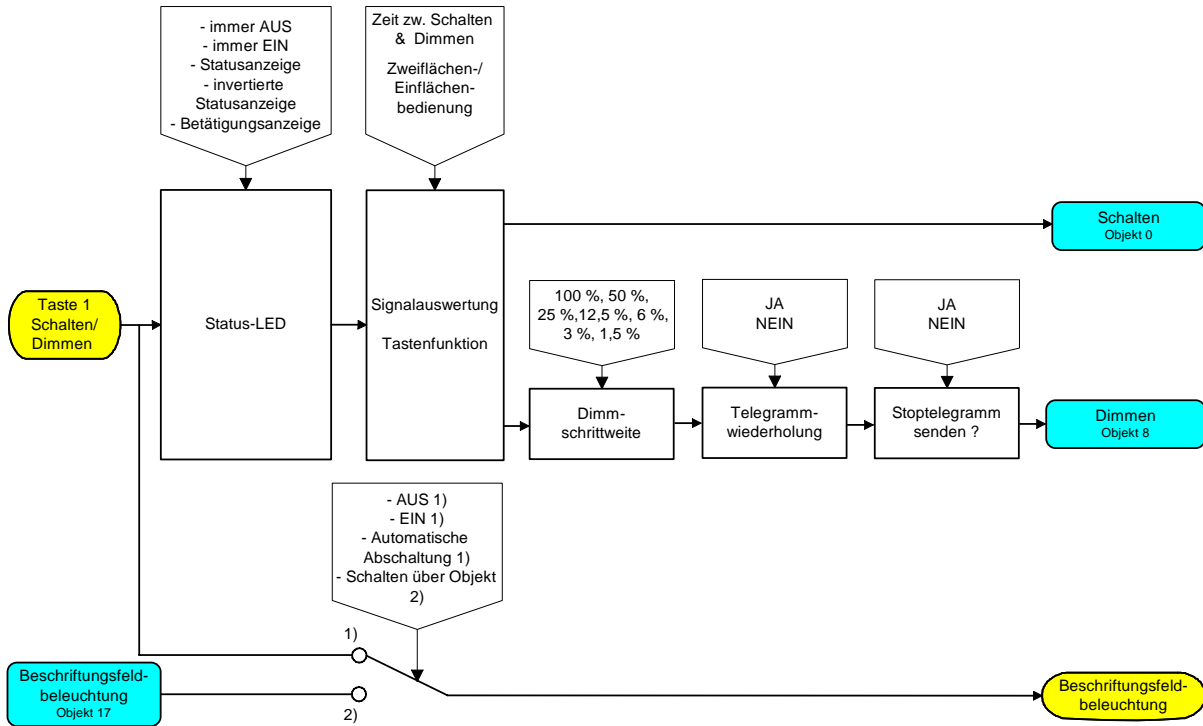 - immer AUS
- immer EIN
- Statusanzeige
- invertierte
Statusanzeige
- Betätigungsanzeige
Zeit zw. Schalten
& Dimmen
Zweiflächen-/
Einflächen-
bedienung
Schalten
Objekt 0
Taste 1
Schalten/
Dimmen
Status-LED
Signalauswertung
Tastenfunktion
100 %, 50 %,
25 %,12,5 %, 6 %,
3 %, 1,5 %
JA
NEIN
JA
NEIN
Dimm-
schrittweite
Telegramm-
wiederholung
Stoptelegramm
senden ?
Dimmen
Objekt 8
- AUS 1)
- EIN 1)
- Automatische
Abschaltung 1)
- Schalten über Objekt
2)
1)
Beschriftungsfeld-
beleuchtung
Objekt 17
2)
Beschriftungsfeld-
beleuchtung